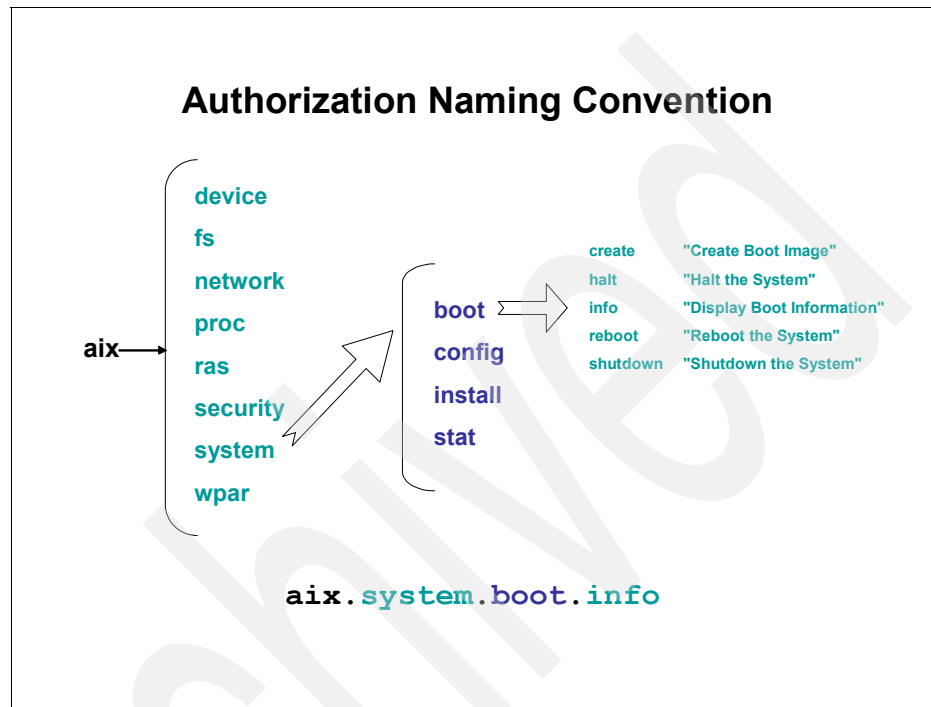 Authorization Naming Convention
aix
device
fs
network
proc
ras
security
system
wpar
boot
config
install
stat
create "Create Boot Image"
halt "Halt the System"
info "Display Boot Information"
reboot "Reboot the System"
shutdown "Shutdown the System"
aix.system.boot.info